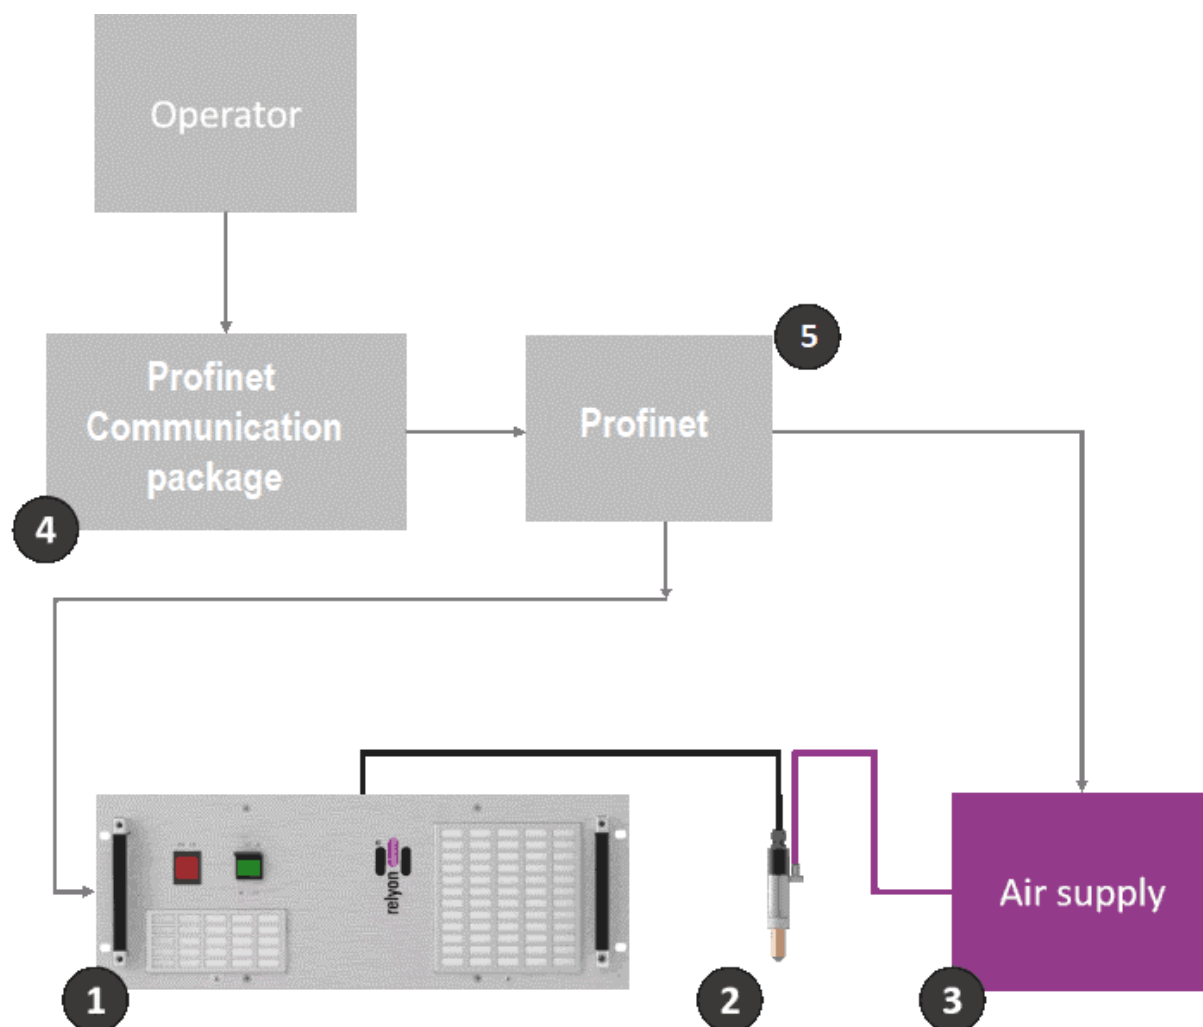 Operator
5
Profinet
Communication
package
Profinet
4
relyon
Air supply
1
2
3